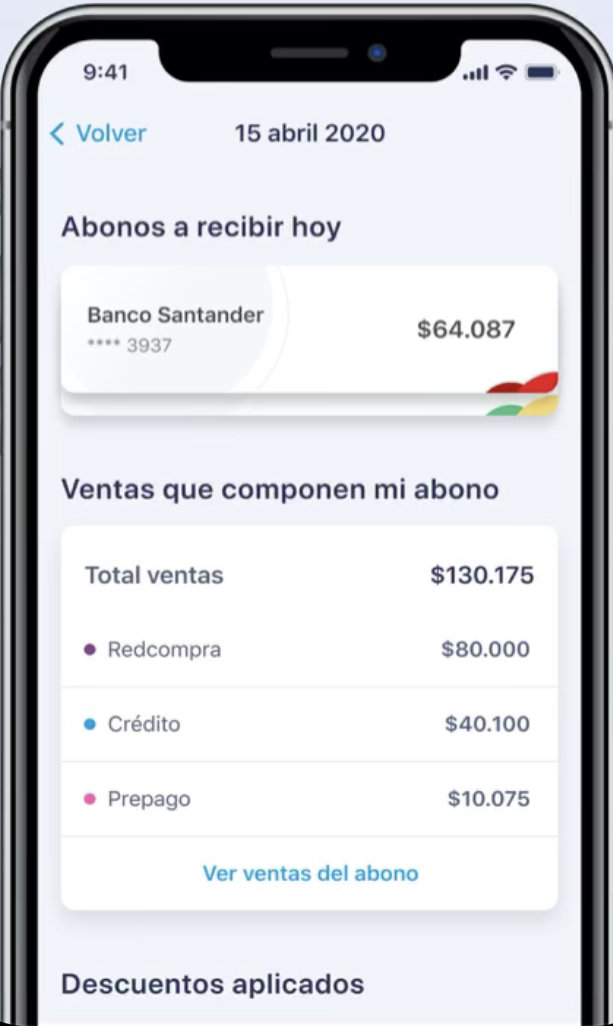 9:41
Volver
15 abril 2020
Abonos a recibir hoy
Banco Santander
$64.087
**** 3937
Ventas que componen mi abono
Total ventas $130.175
Redcompra $80.000
Crédito $40.100
Prepago $10.075
Ver ventas del abono
Descuentos aplicados